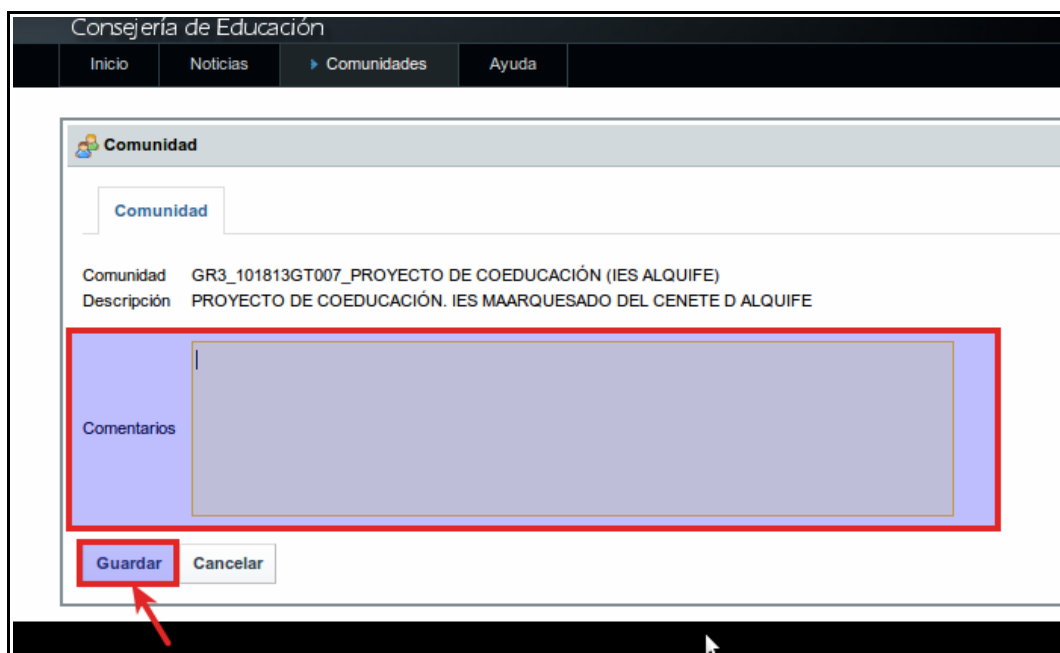 Consejería de Educación
Inicio Noticias Comunidades Ayuda
Comunidad
Comunidad
Comunidad GR3_101813GT007_PROYECTO DE COEDUCACIÓN (IES ALQUIFE)
Descripción PROYECTO DE COEDUCACIÓN. IES MAARQUESADO DEL CENETE D ALQUIFE
Comentarios
Guardar Cancelar